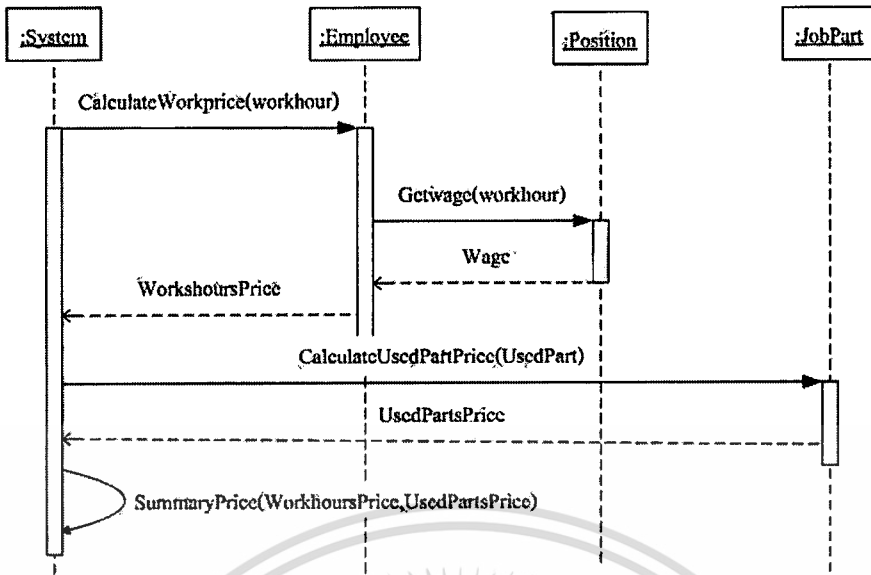 :System
:Employee
:Position
:JobPart
CalculateWorkprice(workhour)
Getwage(workhour)
Wage
WorkshoursPrice
CalculateUsedPartPrice(UsedPart)
UsedPartsPrice
SummaryPrice(WorkhoursPrice,UsedPartsPrice)